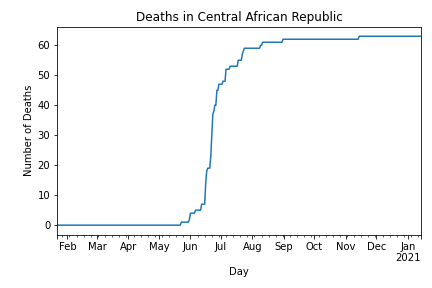 Deaths in Central African Republic
Number of Deaths
60
50
40
30
20
10
0
Feb Mar Apr May Jun Jul Aug Sep Oct Nov Dec Jan
2021
Day